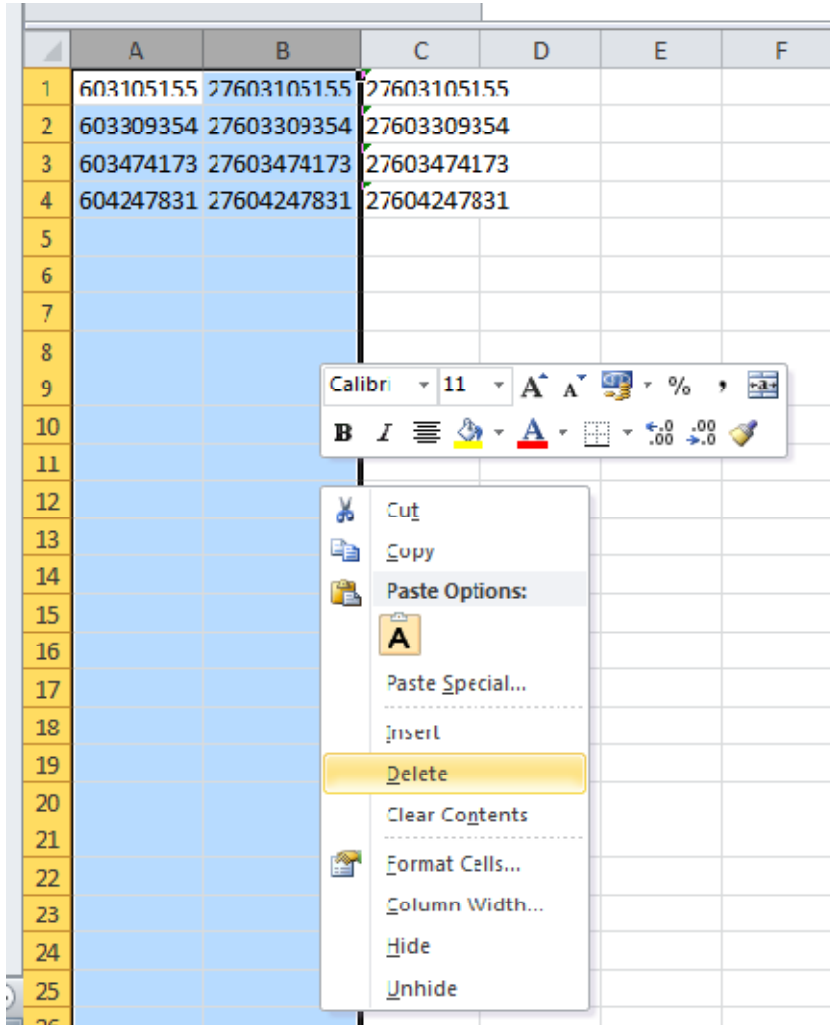 A B C D E F
1 603105155 27603105155 27603105155
2 603309354 27603309354 27603309354
3 603474173 27603474173 27603474173
4 604247831 27604247831 27604247831
5
6
7
8
9
Calibri 11 A A % ,
10
B I A .0 .00 .00 .0
11
12
Cut
13
Copy
14
Paste Options:
15
A
16
17
Paste Special...
18
Insert
19
Delete
20
Clear Contents
21
22
Format Cells...
23
Column Width...
24
Hide
25
Unhide
26